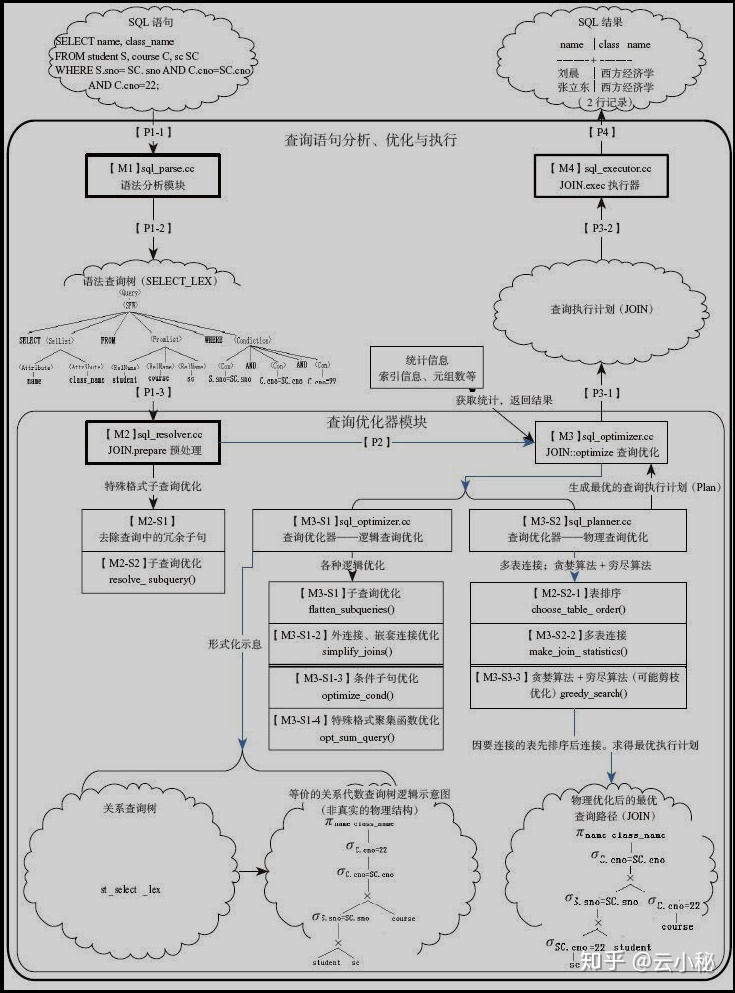 SQL 语句
SELECT name, class_name
FROM student S, course C, sc SC
WHERE S.sno= SC. sno AND C.cno=SC.cno
AND C.cno=22;
SQL 结果
name | class name
-------+-------
刘晨 | 西方经济学
张立东 | 西方经济学
( 2 行记录)
【 P1-1 】
查询语句分析、优化与执行
【 P4 】
【 M1 】sql_parse.cc
语法分析模块
【 M4 】 sql_executor.cc
JOIN.exec 执行器
【 P1-2 】
【 P3-2 】
语法查询树（SELECT_LEX）
<Query>
<SFW>
SELECT <Sellist> FROM <Fromlist> WHERE <Condiction>
<Attribute> <Attribute> <RelName> <RelName> <RelName> <Con> AND <Con> AND <Con>
name class_name student course sc S.sno=SC.sno C.cno=SC.cno C.cno=22
查询执行计划（JOIN）
统计信息
索引信息、元组数等
【 P1-3 】
获取统计，返回结果
【 P3-1 】
查询优化器模块
【 M2 】sql_resolver.cc
JOIN.prepare 预处理
【 P2 】
【 M3 】sql_optimizer.cc
JOIN::optimize 查询优化
特殊格式子查询优化
生成最优的查询执行计划（Plan）
【 M2-S1 】
去除查询中的冗余子句
【 M2-S2 】子查询优化
resolve_ subquery()
【 M3-S1 】sql_optimizer.cc
查询优化器——逻辑查询优化
【 M3-S2 】sql_planner.cc
查询优化器——物理查询优化
各种逻辑优化
多表连接：贪婪算法 + 穷尽算法
【 M3-S1 】子查询优化
flatten_subqueries()
【 M3-S1-2 】外连接、嵌套连接优化
simplify_joins()
【 M3-S1-3 】条件子句优化
optimize_cond()
【 M3-S1-4 】特殊格式聚集函数优化
opt_sum_query()
【 M2-S2-1 】表排序
choose_table_ order()
【 M3-S2-2 】多表连接
make_join_ statistics()
【 M3-S3-3 】贪婪算法 + 穷尽算法（可能剪枝
优化）greedy_search()
形式化示息
因要连接的表先排序后连接。求得最优执行计划
关系查询树
st_select _lex
等价的关系代数查询树逻辑示意图
（非真实的物理结构）
π name class_name
σ C. cno=22
σ C. cno=SC. cno
×
σ S. sno=SC. sno course
×
student sc
物理优化后的最优
查询路径（JOIN）
π name class_name
σ C. cno=SC. cno
×
σ S. sno=SC. sno σ C. cno=22
× course
σ SC. cno=22 student
sc
知乎 @云小秘